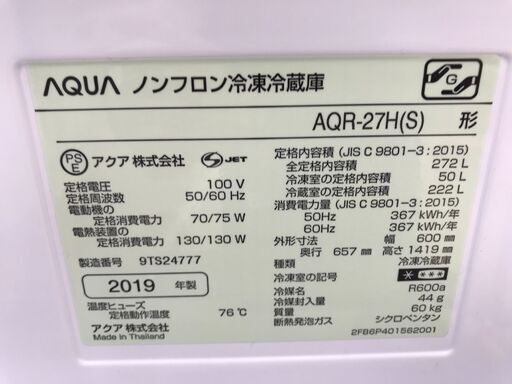 AQUA ノンフロン冷凍冷蔵庫
G
AQR-27H(S) 形
PS E アクア 株式会社 S JET
定格電圧 100 V
定格周波数 50/60 Hz
電動機の
定格消費電力 70/75 W
電熱装置の
定格消費電力 130/130 W
製造番号 9TS24777
2019 年製
温度ヒューズ
定格動作温度 76℃
アクア 株式会社
Made in Thailand
定格内容積 (JIS C 9801-3 : 2015)
全定格内容積 272 L
冷凍室の定格内容積 50 L
冷蔵室の定格内容積 222 L
消費電力量 (JIS C 9801-3 : 2015)
50Hz 367 kWh/年
60Hz 367 kWh/年
外形寸法 幅 600 mm
奥行 657 mm 高さ 1419 mm
種類 冷凍冷蔵庫
冷凍室の記号 * ***
冷媒名 R600a
冷媒封入量 44 g
質量 60 kg
断熱発泡ガス シクロペンタン
2FB6P401562001